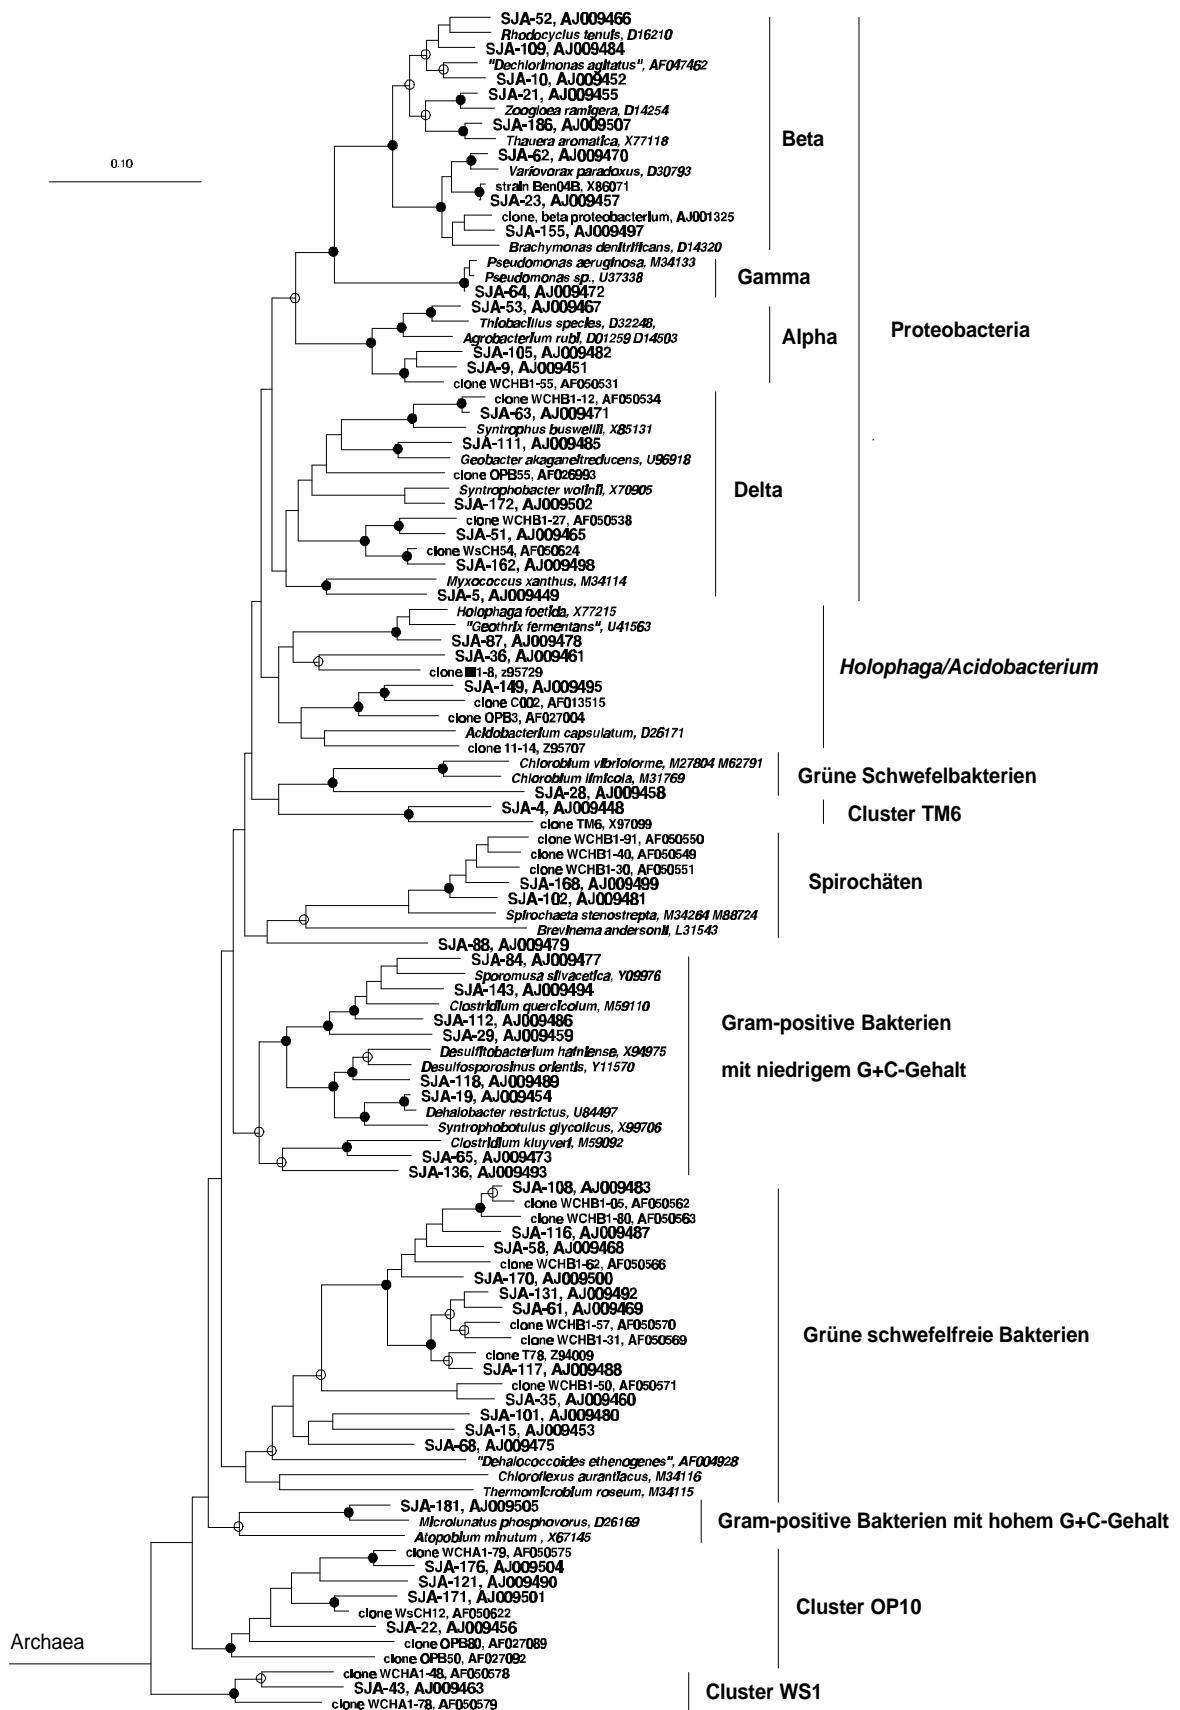 SJA-52, AJ009466
Rhodocyclus tenuis, D16210
SJA-109, AJ009484
"Dechlorimonas agitatus", AF047462
SJA-10, AJ009452
SJA-21, AJ009455
Zoogloea ramigera, D14254
SJA-186, AJ009507
Thauera aromatica, X77118
Beta
SJA-62, AJ009470
0.10
Variovorax paradoxus, D30793
strain Ben04B, X86071
SJA-23, AJ009457
clone, beta proteobacterium, AJ001325
SJA-155, AJ009497
Brachymonas denitrificans, D14320
Pseudomonas aeruginosa, M34133
Pseudomonas sp., U37338
Gamma
SJA-64, AJ009472
SJA-53, AJ009467
Thiobacillus species, D32248,
Proteobacteria
Agrobacterium rubi, D01259 D14503
Alpha
SJA-105, AJ009482
SJA-9, AJ009451
clone WCHB1-55, AF050531
clone WCHB1-12, AF050534
SJA-63, AJ009471
Syntrophus buswellii, X85131
SJA-111, AJ009485
Geobacter akaganeitreducens, U96918
clone OPB55, AF026993
Syntrophobacter wolinii, X70905
Delta
SJA-172, AJ009502
clone WCHB1-27, AF050538
SJA-51, AJ009465
clone WsCH54, AF050624
SJA-162, AJ009498
Myxococcus xanthus, M34114
SJA-5, AJ009449
Holophaga foetida, X77215
"Geothrix fermentans", U41563
SJA-87, AJ009478
SJA-36, AJ009461
Holophaga/Acidobacterium
clone 1-8, z95729
SJA-149, AJ009495
clone C002, AF013515
clone OPB3, AF027004
Acidobacterium capsulatum, D26171
clone 11-14, Z95707
Chlorobium vibrioforme, M27804 M62791
Chlorobium limicola, M31769
Grüne Schwefelbakterien
SJA-28, AJ009458
SJA-4, AJ009448
Cluster TM6
clone TM6, X97099
clone WCHB1-91, AF050550
clone WCHB1-40, AF050549
clone WCHB1-30, AF050551
SJA-168, AJ009499
Spirochäten
SJA-102, AJ009481
Spirochaeta stenostrepta, M34264 M88724
Brevinema andersonii, L31543
SJA-88, AJ009479
SJA-84, AJ009477
Sporomusa silvacetica, Y09976
SJA-143, AJ009494
Clostridium quercicolum, M59110
SJA-112, AJ009486
Gram-positive Bakterien
SJA-29, AJ009459
Desulfitobacterium hafniense, X94975
Desulfosporosinus orientis, Y11570
mit niedrigem G+C-Gehalt
SJA-118, AJ009489
SJA-19, AJ009454
Dehalobacter restrictus, U84497
Syntrophobotulus glycolicus, X99706
Clostridium kluyveri, M59092
SJA-65, AJ009473
SJA-136, AJ009493
SJA-108, AJ009483
clone WCHB1-05, AF050562
clone WCHB1-80, AF050563
SJA-116, AJ009487
SJA-58, AJ009468
clone WCHB1-62, AF050566
SJA-170, AJ009500
SJA-131, AJ009492
SJA-61, AJ009469
clone WCHB1-57, AF050570
clone WCHB1-31, AF050569
Grüne schwefelfreie Bakterien
clone T78, Z94009
SJA-117, AJ009488
clone WCHB1-50, AF050571
SJA-35, AJ009460
SJA-101, AJ009480
SJA-15, AJ009453
SJA-68, AJ009475
"Dehalococcoides ethenogenes", AF004928
Chloroflexus aurantiacus, M34116
Thermomicrobium roseum, M34115
SJA-181, AJ009505
Microlunatus phosphovorus, D26169
Gram-positive Bakterien mit hohem G+C-Gehalt
Atopobium minutum , X67145
clone WCHA1-79, AF050575
SJA-176, AJ009504
SJA-121, AJ009490
SJA-171, AJ009501
Cluster OP10
clone WsCH12, AF050622
SJA-22, AJ009456
clone OPB80, AF027089
Archaea
clone OPB50, AF027092
clone WCHA1-48, AF050578
SJA-43, AJ009463
Cluster WS1
clone WCHA1-78, AF050579